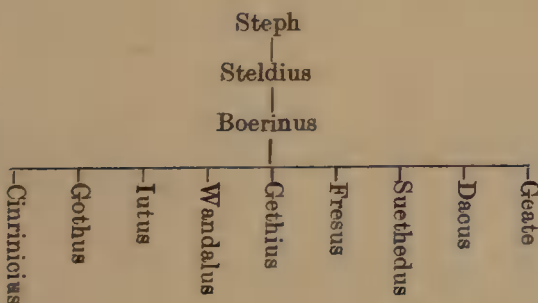 Steph
Steldius
Boerinus
Cinrinicius
Gothus
Iutus
Wandalus
Gethius
Fresus
Suethedus
Dacus
Geate